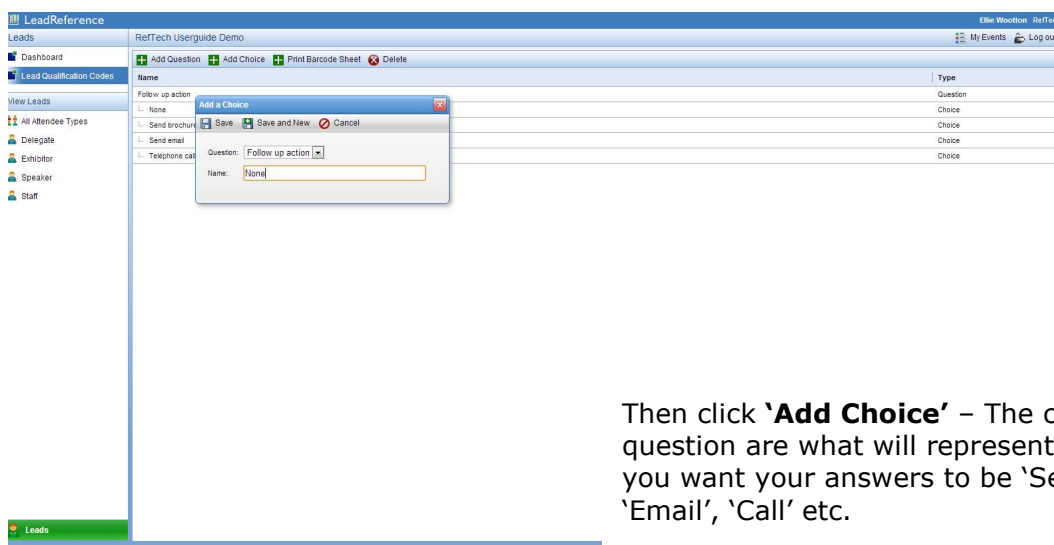 LeadReference
Ellie Wootton
Leads
RefTech Userguide Demo
My Events
Dashboard
Add Question Add Choice Print Barcode Sheet Delete
Lead Qualification Codes
Name Type
Follow up action Question
View Leads
None Choice
All Attendee Types
Send Choice
Delegate
Send email Choice
Exhibitor
Telephone call Choice
Speaker
Staff
Add a Choice
Save Save and New Cancel
Question: Follow up action
Name: None
Leads
Then click ‘Add Choice’ – The
question are what will represent
you want your answers to be
‘Email’, ‘Call’ etc.